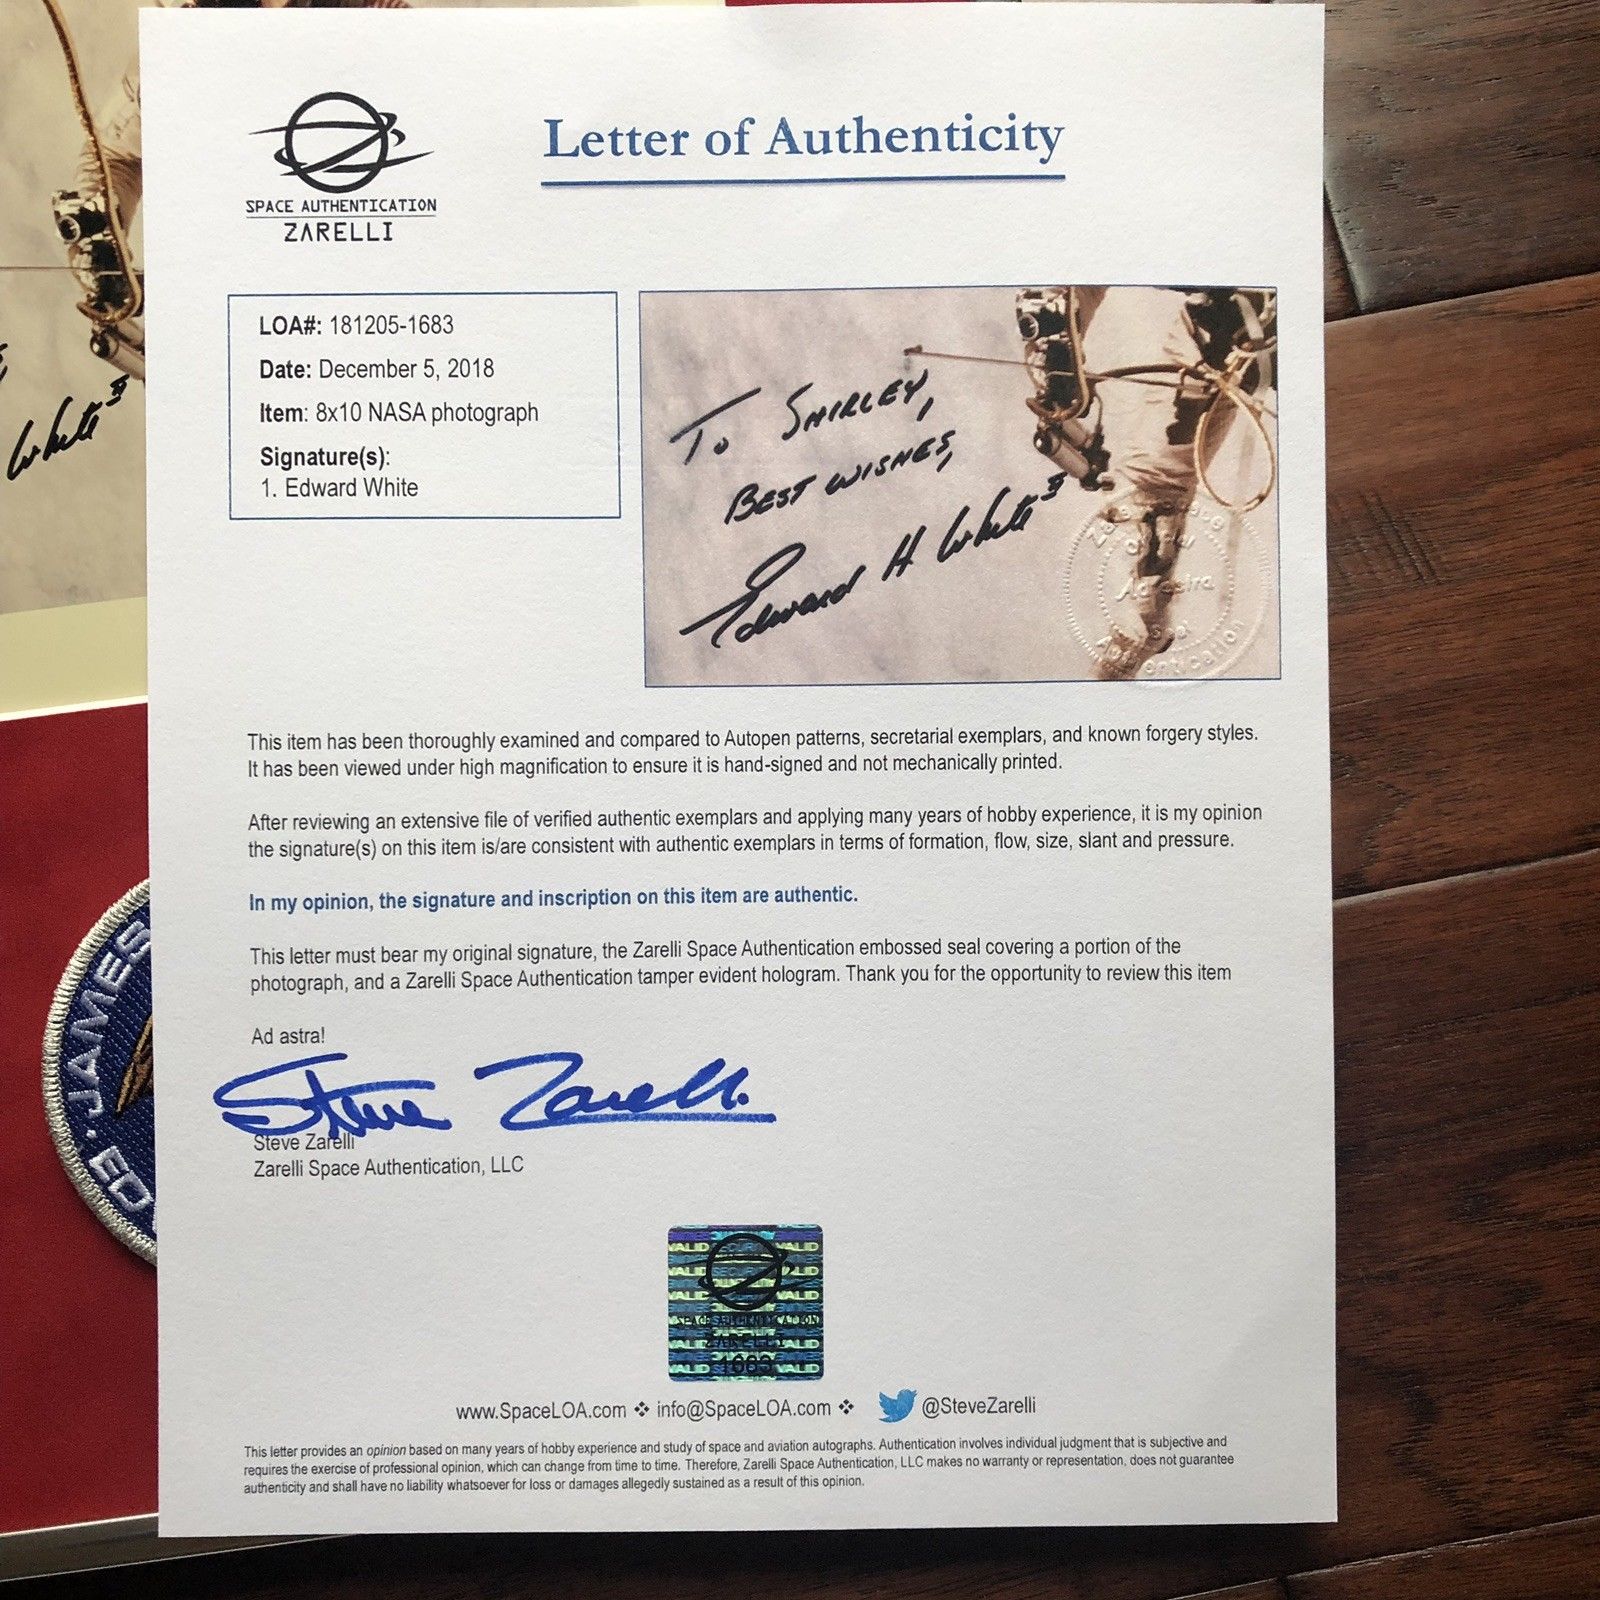 SPACE AUTHENTICATION
ZARELLI
Letter of Authenticity
LOA#: 181205-1683
Date: December 5, 2018
Item: 8x10 NASA photograph
Signature(s):
1. Edward White
To SHIRLEY,
BEST WISHES,
Edward H White 3
White 3
This item has been thoroughly examined and compared to Autopen patterns, secretarial exemplars, and known forgery styles.
It has been viewed under high magnification to ensure it is hand-signed and not mechanically printed.
After reviewing an extensive file of verified authentic exemplars and applying many years of hobby experience, it is my opinion
the signature(s) on this item is/are consistent with authentic exemplars in terms of formation, flow, size, slant and pressure.
In my opinion, the signature and inscription on this item are authentic.
This letter must bear my original signature, the Zarelli Space Authentication embossed seal covering a portion of the
photograph, and a Zarelli Space Authentication tamper evident hologram. Thank you for the opportunity to review this item
Ad astra!
Steve Zarelli
Steve Zarelli
Zarelli Space Authentication, LLC
JAMES
ED
SPACE AUTHENTICATION
ZARELLI
1683
www.SpaceLOA.com ❖ info@SpaceLOA.com ❖ @SteveZarelli
This letter provides an opinion based on many years of hobby experience and study of space and aviation autographs. Authentication involves individual judgment that is subjective and
requires the exercise of professional opinion, which can change from time to time. Therefore, Zarelli Space Authentication, LLC makes no warranty or representation, does not guarantee
authenticity and shall have no liability whatsoever for loss or damages allegedly sustained as a result of this opinion.